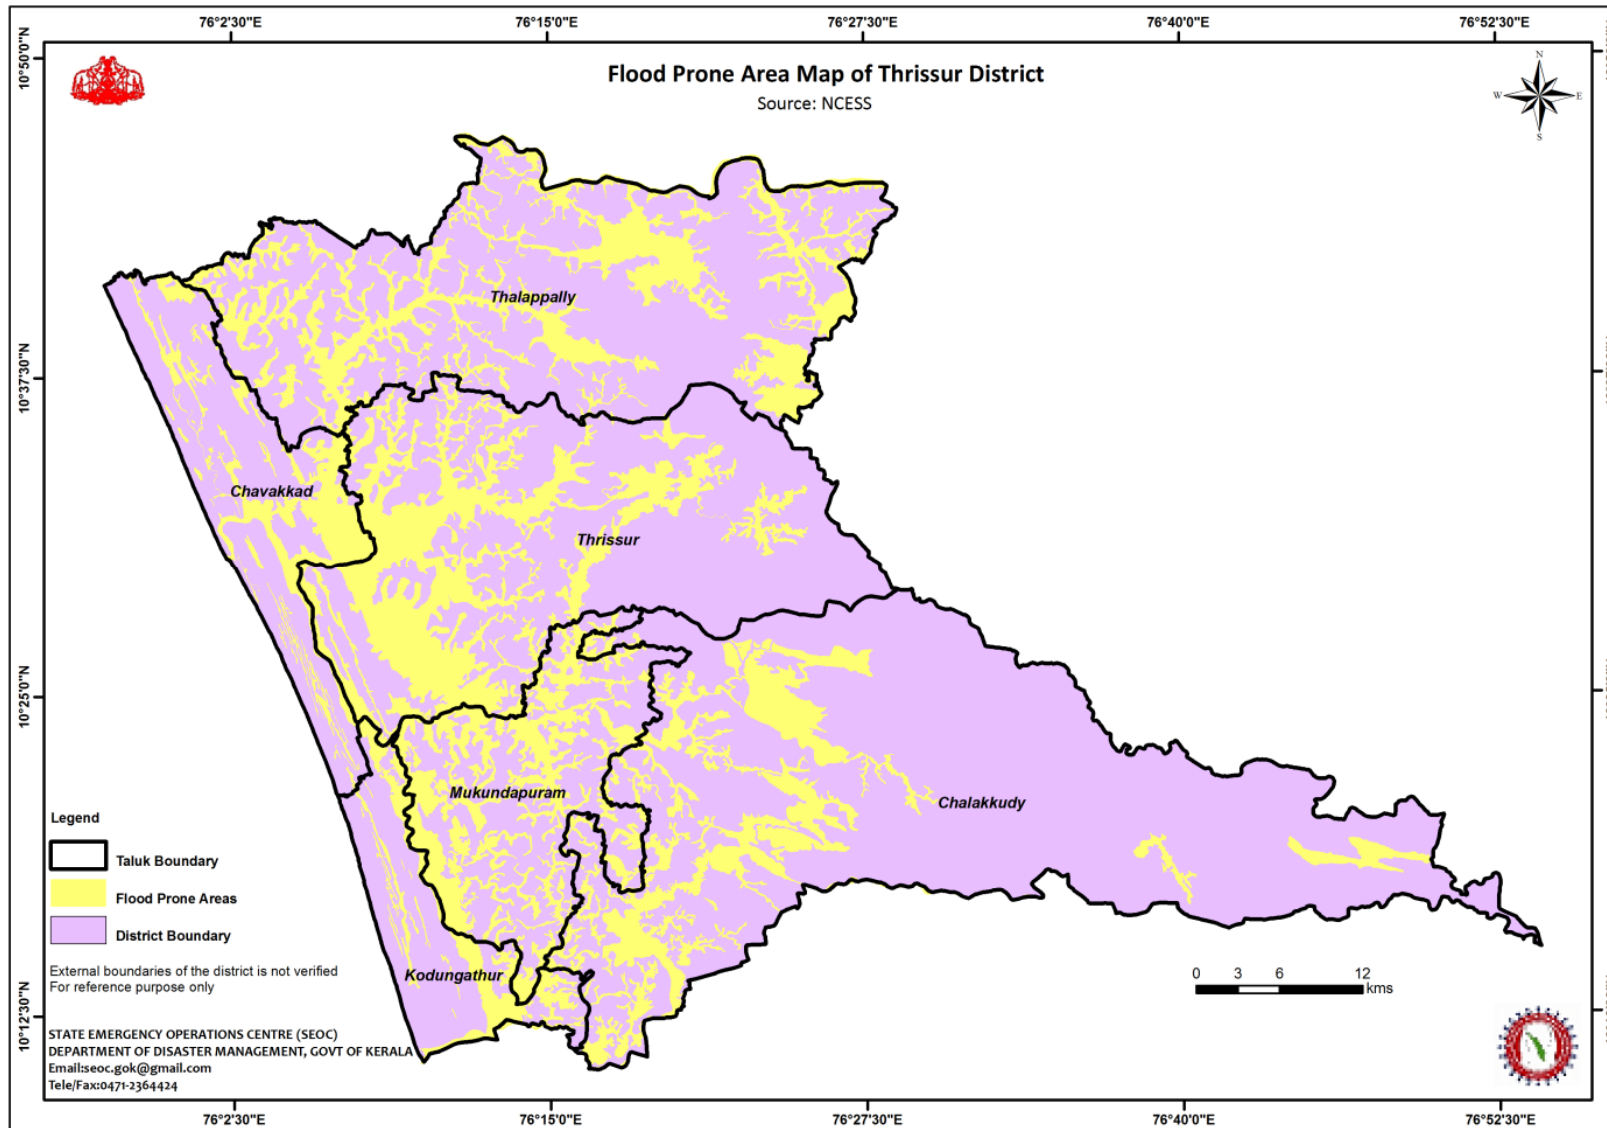 76°2'30"E 76°15'0"E 76°27'30"E 76°40'0"E 76°52'30"E
Flood Prone Area Map of Thrissur District
Source: NCESS
N
W E
S
10°50'0"N
10°37'30"N
10°25'0"N
10°12'30"N
Thalappally
Chavakkad
Thrissur
Mukundapuram
Chalakkudy
Kodungathur
Legend
Taluk Boundary
Flood Prone Areas
District Boundary
External boundaries of the district is not verified
For reference purpose only
0 3 6 12
kms
STATE EMERGENCY OPERATIONS CENTRE (SEOC)
DEPARTMENT OF DISASTER MANAGEMENT, GOVT OF KERALA
Email:seoc.gok@gmail.com
Tele/Fax:0471-2364424
76°2'30"E 76°15'0"E 76°27'30"E 76°40'0"E 76°52'30"E